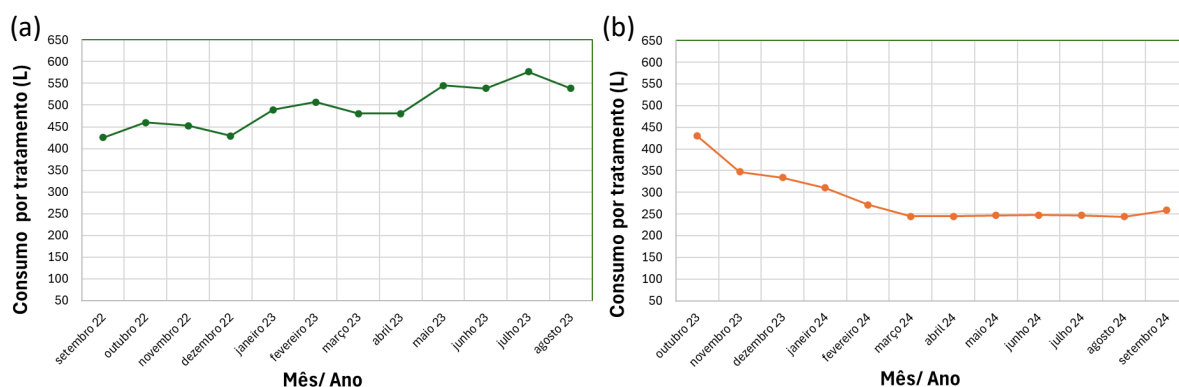 (a)
Consumo por tratamento (L)
650
600
550
500
450
400
350
300
250
200
150
100
50
setembro 22
outubro 22
novembro 22
dezembro 22
janeiro 23
fevereiro 23
março 23
abril 23
maio 23
junho 23
julho 23
agosto 23
Mês/ Ano
(b)
Consumo por tratamento (L)
650
600
550
500
450
400
350
300
250
200
150
100
50
outubro 23
novembro 23
dezembro 23
janeiro 24
fevereiro 24
março 24
abril 24
maio 24
junho 24
julho 24
agosto 24
setembro 24
Mês/ Ano